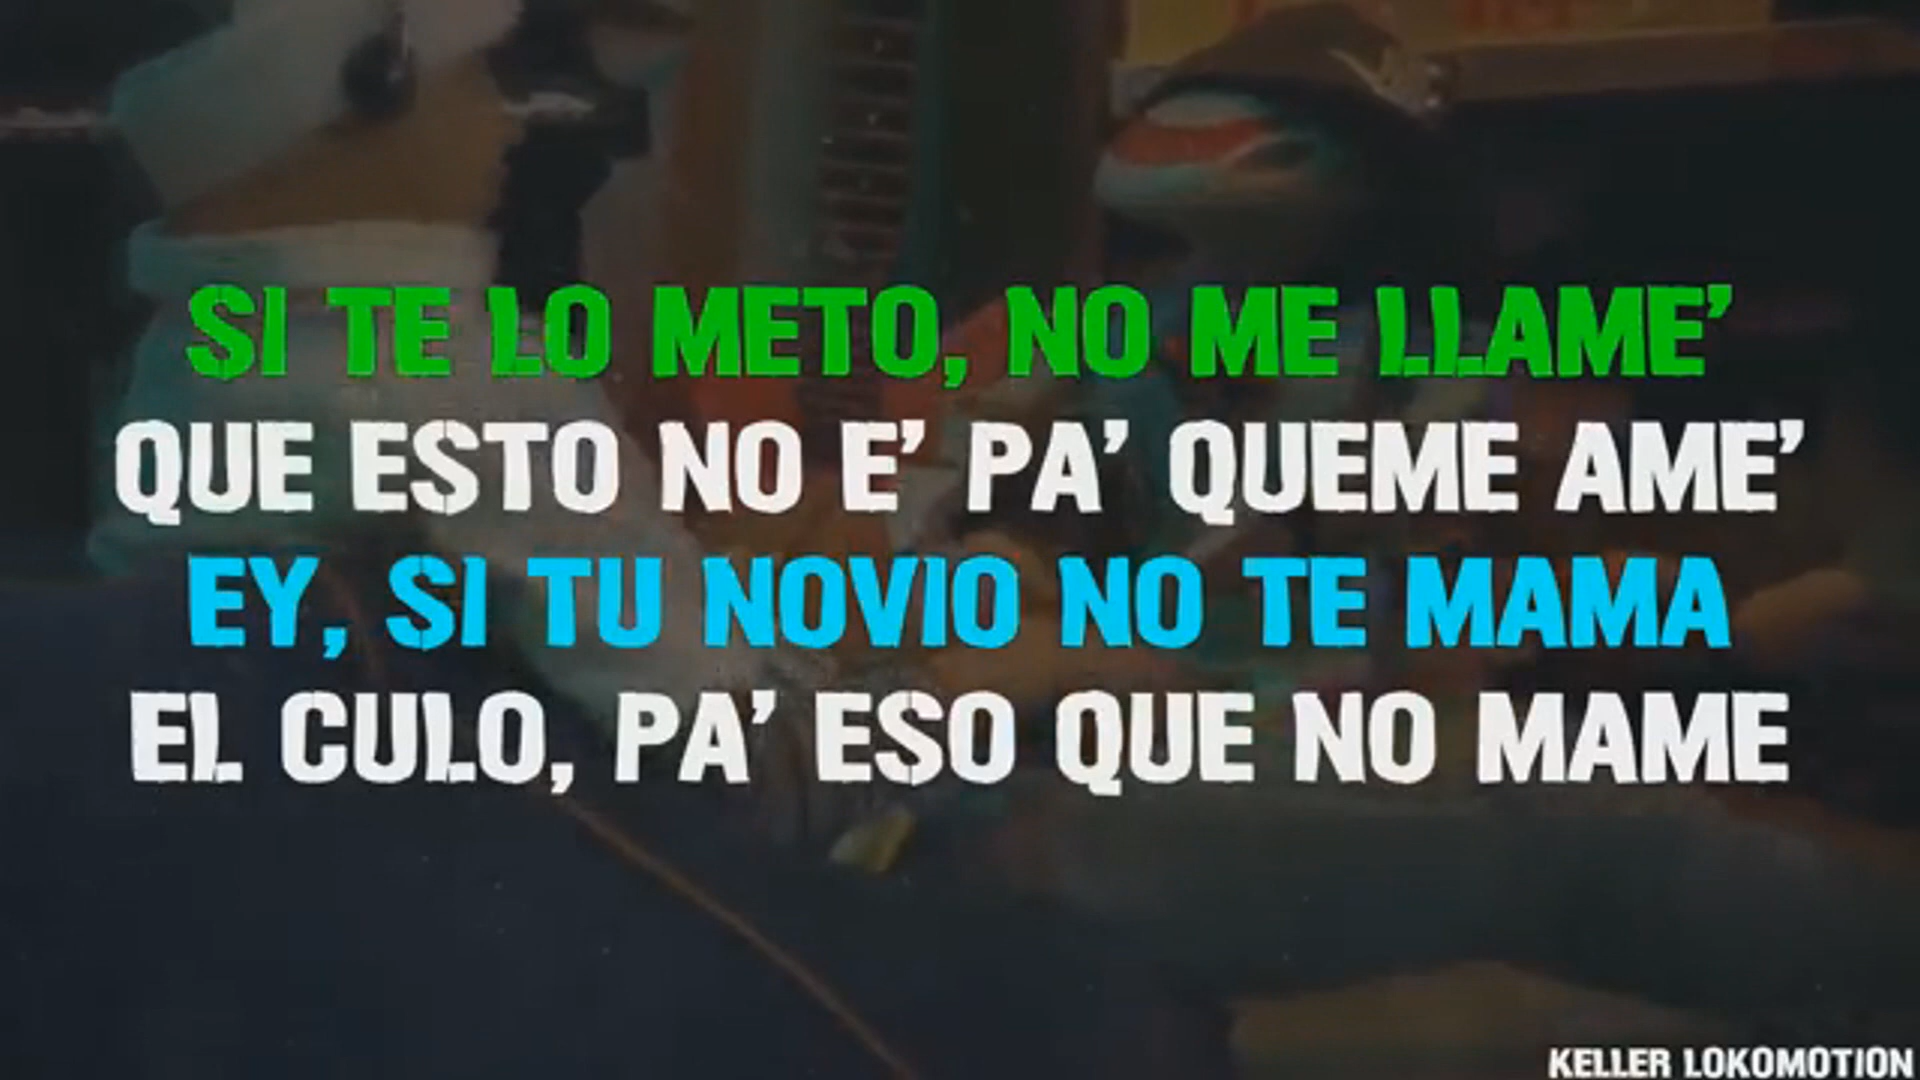 SI TE LO METO, NO ME LLAME'
QUE ESTO NO E' PA' QUEME AME'
EY, SI TU NOVIO NO TE MAMA
EL CULO, PA' ESO QUE NO MAME
KELLER LOKOMOTION